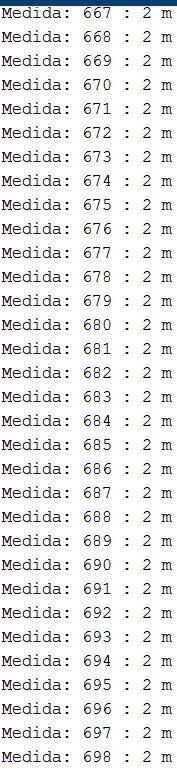 Medida: 667 : 2 m
Medida: 668 : 2 m
Medida: 669 : 2 m
Medida: 670 : 2 m
Medida: 671 : 2 m
Medida: 672 : 2 m
Medida: 673 : 2 m
Medida: 674 : 2 m
Medida: 675 : 2 m
Medida: 676 : 2 m
Medida: 677 : 2 m
Medida: 678 : 2 m
Medida: 679 : 2 m
Medida: 680 : 2 m
Medida: 681 : 2 m
Medida: 682 : 2 m
Medida: 683 : 2 m
Medida: 684 : 2 m
Medida: 685 : 2 m
Medida: 686 : 2 m
Medida: 687 : 2 m
Medida: 688 : 2 m
Medida: 689 : 2 m
Medida: 690 : 2 m
Medida: 691 : 2 m
Medida: 692 : 2 m
Medida: 693 : 2 m
Medida: 694 : 2 m
Medida: 695 : 2 m
Medida: 696 : 2 m
Medida: 697 : 2 m
Medida: 698 : 2 m